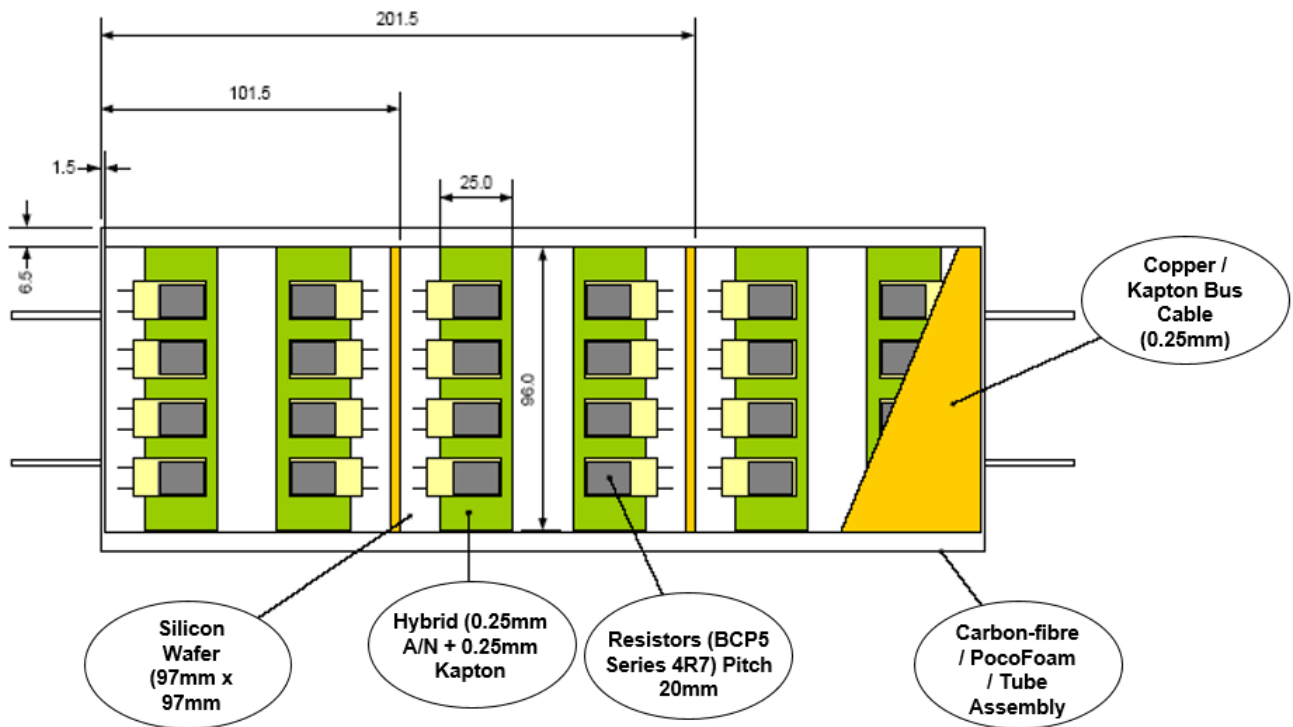 201.5
101.5
1.5
25.0
6.5
96.0
Copper /
Kapton Bus
Cable
(0.25mm)
Silicon
Wafer
(97mm x
97mm
Hybrid (0.25mm
A/N + 0.25mm
Kapton
Resistors (BCP5
Series 4R7) Pitch
20mm
Carbon-fibre
/ PocoFoam
/ Tube
Assembly